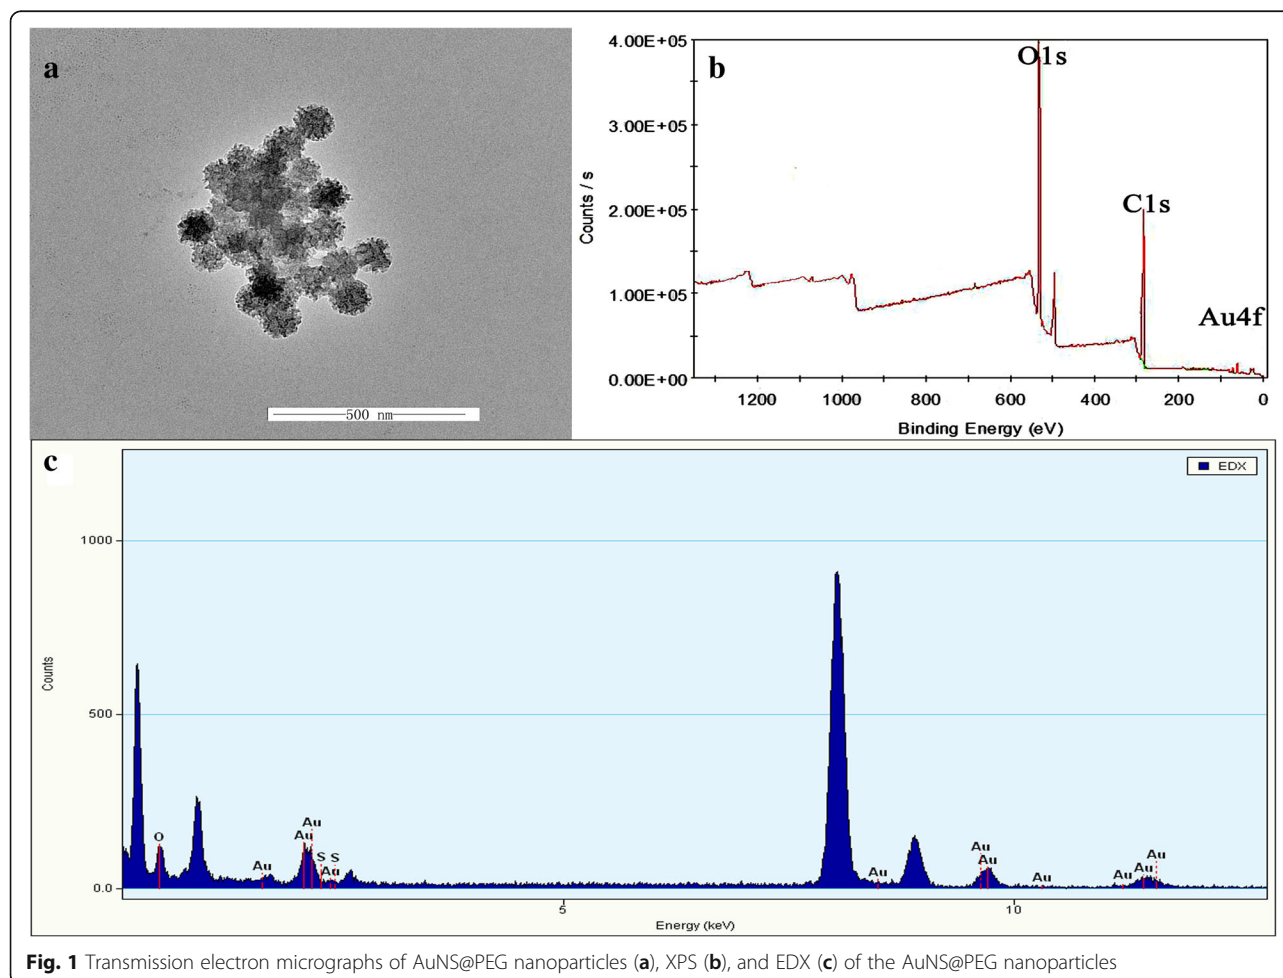 a
500 nm
b
4.00E+05
3.00E+05
2.00E+05
1.00E+05
0.00E+00
Counts / s
O1s
C1s
Au4f
1200 1000 800 600 400 200 0
Binding Energy (eV)
c
EDX
1000
500
0.0
Counts
O
Au
Au
Au
S S
Au
Au
Au
Au
Au
Au
Au
Au
5 10
Energy (keV)
Fig. 1 Transmission electron micrographs of AuNS@PEG nanoparticles (a), XPS (b), and EDX (c) of the AuNS@PEG nanoparticles